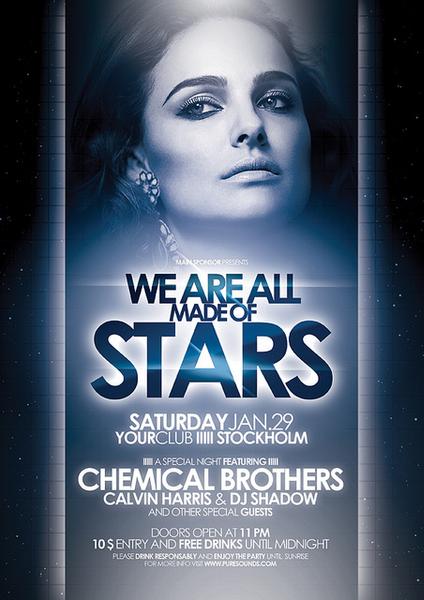 MAIN SPONSOR PRESENTS
WE ARE ALL
MADE OF
STARS
SATURDAY JAN.29
YOURCLUB IIIII STOCKHOLM
IIIII A SPECIAL NIGHT FEATURING IIIII
CHEMICAL BROTHERS
CALVIN HARRIS & DJ SHADOW
AND OTHER SPECIAL GUESTS
DOORS OPEN AT 11 PM
10 $ ENTRY AND FREE DRINKS UNTIL MIDNIGHT
PLEASE DRINK RESPONSABLY AND ENJOY THE PARTY UNTIL SUNRISE
FOR MORE INFO VISIT WWW.PURESOUNDS.COM